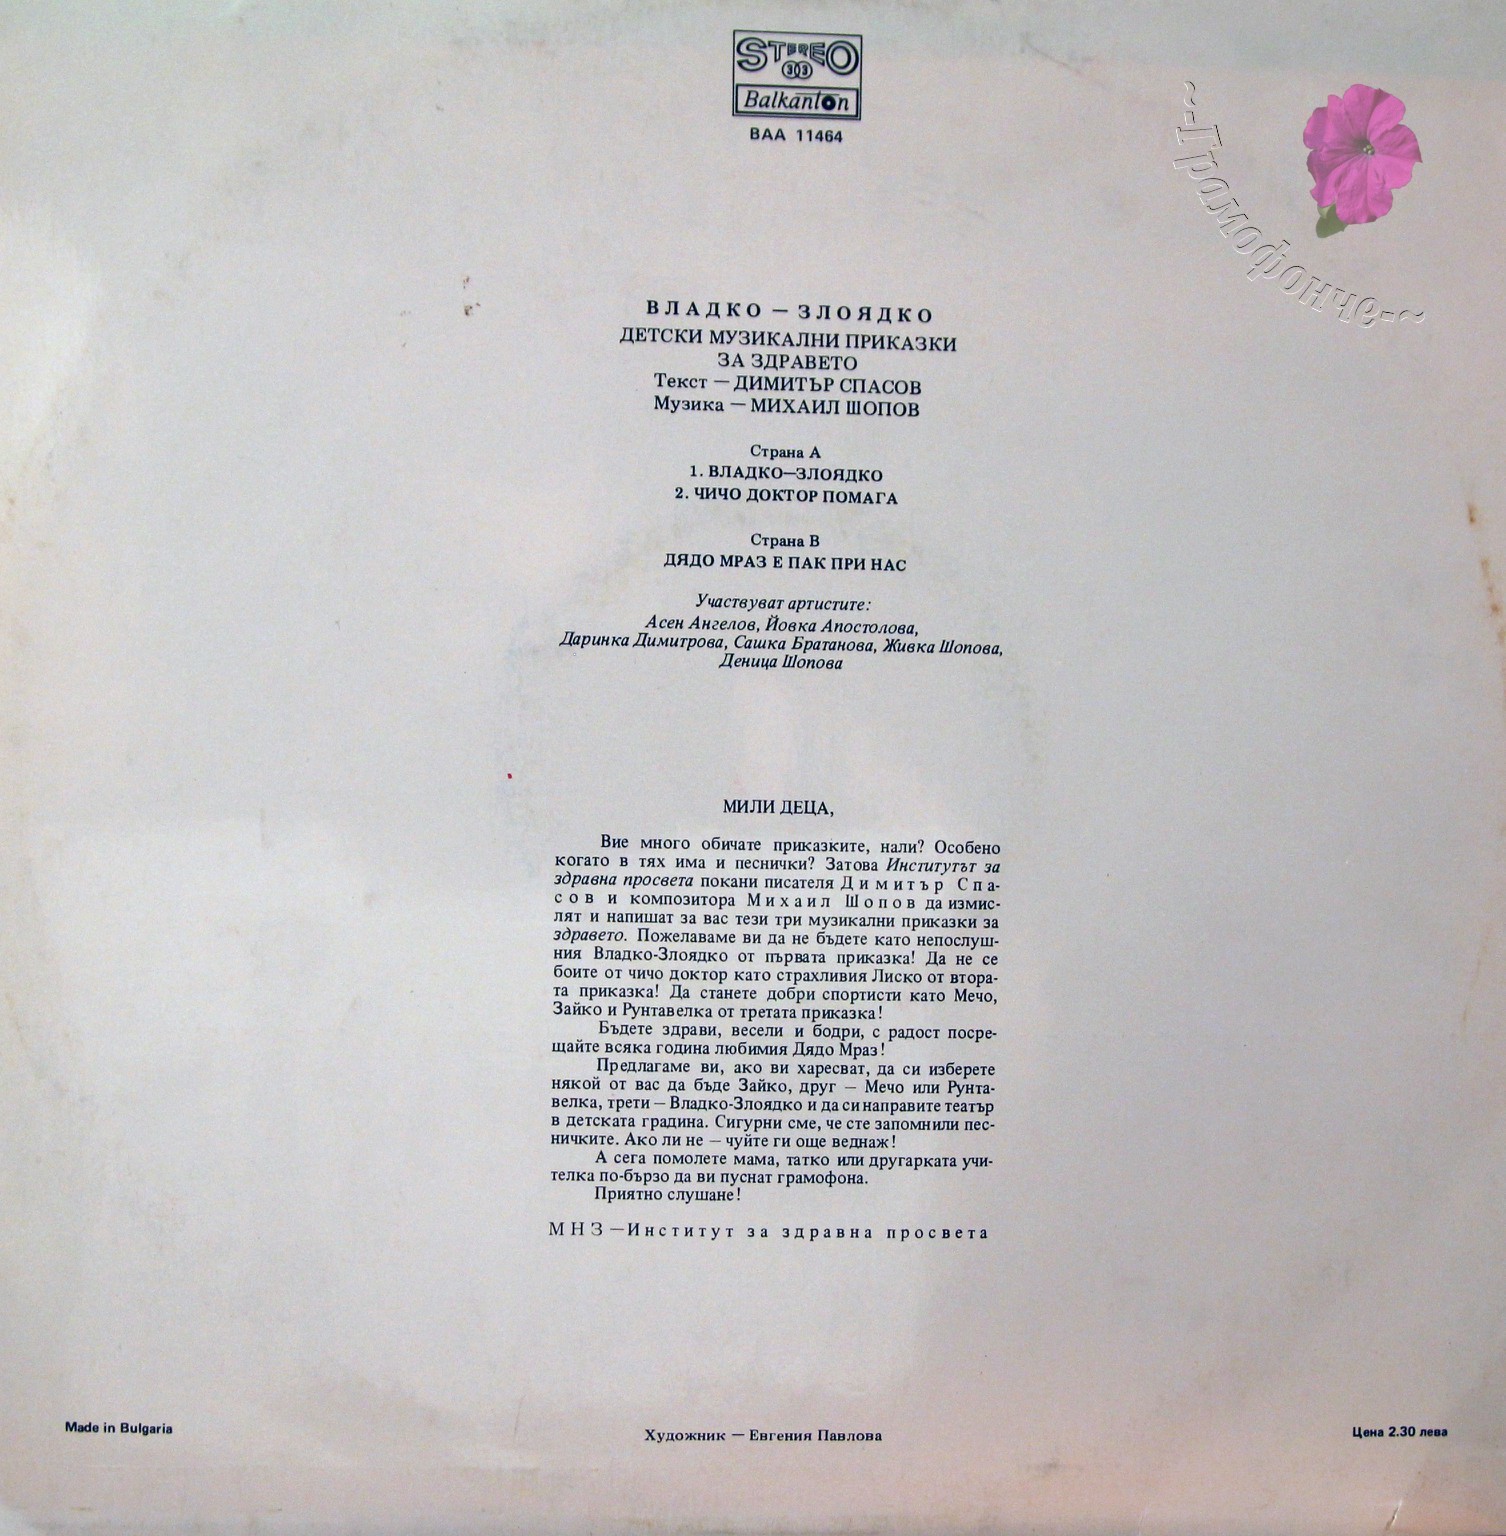 STEREO
33
Balkanton
ВАА 11464
~-Грамофонче-~
ВЛАДКО — ЗЛОЯДКО
ДЕТСКИ МУЗИКАЛНИ ПРИКАЗКИ
ЗА ЗДРАВЕТО
Текст — ДИМИТЪР СПАСОВ
Музика — МИХАИЛ ШОПОВ
Страна А
1. ВЛАДКО—ЗЛОЯДКО
2. ЧИЧО ДОКТОР ПОМАГА
Страна В
ДЯДО МРАЗ Е ПАК ПРИ НАС
Участвуват артистите:
Асен Ангелов, Йовка Апостолова,
Даринка Димитрова, Сашка Братанова, Живка Шопова,
Деница Шопова
МИЛИ ДЕЦА,
Вие много обичате приказките, нали? Особено
когато в тях има и песнички? Затова Институтът за
здравна просвета покани писателя Димитър Спа-
сов и композитора Михаил Шопов да измис-
лят и напишат за вас тези три музикални приказки за
здравето. Пожелаваме ви да не бъдете като непослуш-
ния Владко-Злоядко от първата приказка! Да не се
боите от чичо доктор като страхливия Лиско от втора-
та приказка! Да станете добри спортисти като Мечо,
Зайко и Рунтавелка от третата приказка!
Бъдете здрави, весели и бодри, с радост посре-
щайте всяка година любимия Дядо Мраз!
Предлагаме ви, ако ви харесват, да си изберете
някой от вас да бъде Зайко, друг — Мечо или Рунта-
велка, трети — Владко-Злоядко и да си направите театър
в детската градина. Сигурни сме, че сте запомнили пес-
ничките. Ако ли не — чуйте ги още веднаж!
А сега помолете мама, татко или другарката учи-
телка по-бързо да ви пуснат грамофона.
Приятно слушане!
МНЗ — Институт за здравна просвета
Made in Bulgaria
Художник — Евгения Павлова
Цена 2.30 лева